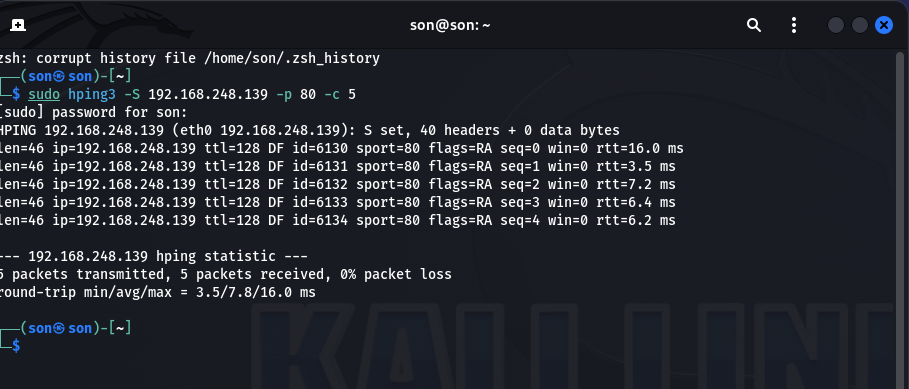 son@son: ~
zsh: corrupt history file /home/son/.zsh_history
(son㉿son)-[~]
$ sudo hping3 -S 192.168.248.139 -p 80 -c 5
[sudo] password for son:
HPING 192.168.248.139 (eth0 192.168.248.139): S set, 40 headers + 0 data bytes
len=46 ip=192.168.248.139 ttl=128 DF id=6130 sport=80 flags=RA seq=0 win=0 rtt=16.0 ms
len=46 ip=192.168.248.139 ttl=128 DF id=6131 sport=80 flags=RA seq=1 win=0 rtt=3.5 ms
len=46 ip=192.168.248.139 ttl=128 DF id=6132 sport=80 flags=RA seq=2 win=0 rtt=7.2 ms
len=46 ip=192.168.248.139 ttl=128 DF id=6133 sport=80 flags=RA seq=3 win=0 rtt=6.4 ms
len=46 ip=192.168.248.139 ttl=128 DF id=6134 sport=80 flags=RA seq=4 win=0 rtt=6.2 ms
--- 192.168.248.139 hping statistic ---
5 packets transmitted, 5 packets received, 0% packet loss
round-trip min/avg/max = 3.5/7.8/16.0 ms
(son㉿son)-[~]
$
KALI LIN